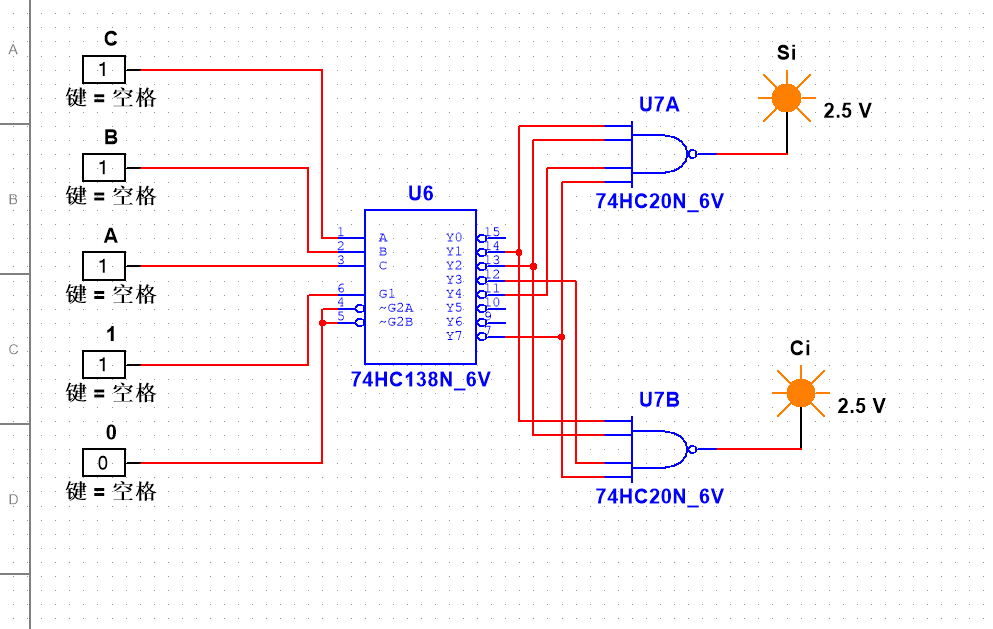 A
B
C
D
C
1
键 = 空格
B
1
键 = 空格
A
1
键 = 空格
1
1
键 = 空格
0
0
键 = 空格
U6
1 A
2 B
3 C
6 G1
4 ~G2A
5 ~G2B
Y0 15
Y1 14
Y2 13
Y3 12
Y4 11
Y5 10
Y6 9
Y7 7
74HC138N_6V
U7A
74HC20N_6V
Si
2.5 V
U7B
74HC20N_6V
Ci
2.5 V